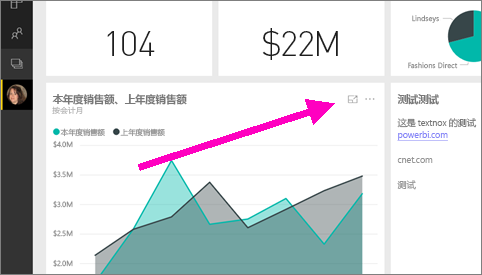 104
$22M
Lindseys
Fashions Direct
本年度销售额、上年度销售额
按会计月
本年度销售额
上年度销售额
$4.0M
$3.5M
$3.0M
$2.5M
$2.0M
测试测试
这是 textnox 的测试
powerbi.com
cnet.com
测试